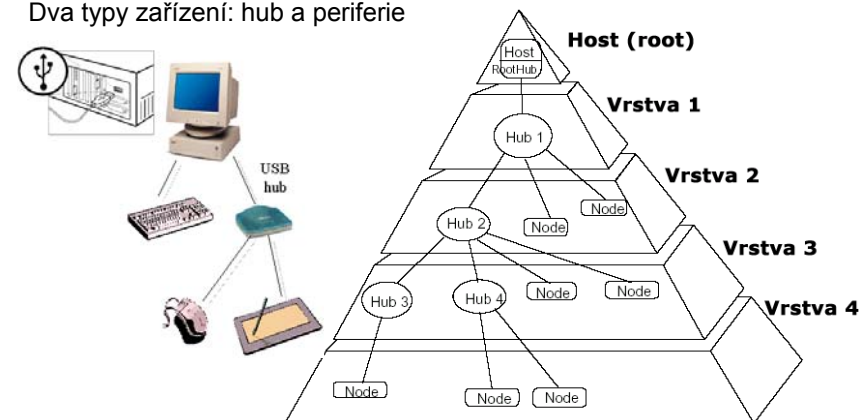 Dva typy zařízení: hub a periferie
USB
hub
Host (root)
Host
RootHub
Vrstva 1
Hub 1
Vrstva 2
Hub 2
Node
Node
Vrstva 3
Hub 3
Hub 4
Node
Node
Vrstva 4
Node
Node
Node